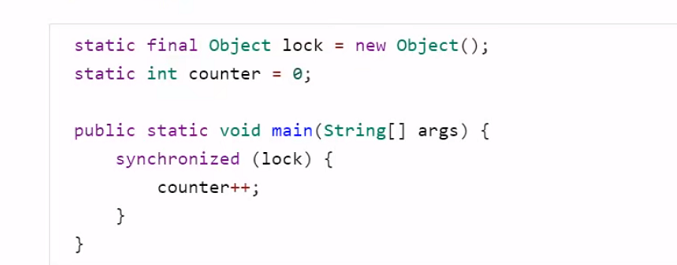 static final Object lock = new Object();
static int counter = 0;
public static void main(String[] args) {
synchronized (lock) {
counter++;
}
}